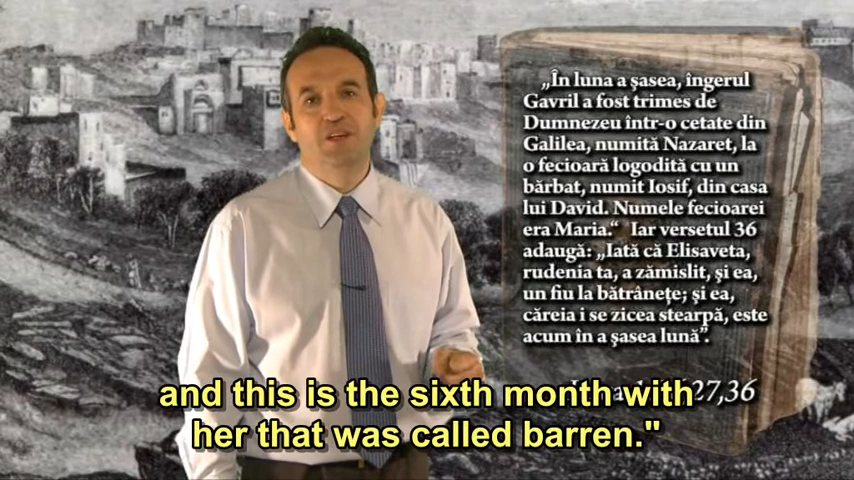 „În luna a şasea, îngerul
Gavril a fost trimes de
Dumnezeu într-o cetate din
Galilea, numită Nazaret, la
o fecioară logodită cu un
bărbat, numit Iosif, din casa
lui David. Numele fecioarei
era Maria.“ Iar versetul 36
adaugă: „Iată că Elisaveta,
rudenia ta, a zămislit, şi ea,
un fiu la bătrâneţe; şi ea,
căreia i se zicea stearpă, este
acum în a şasea lună”.
27,36
and this is the sixth month with
her that was called barren."